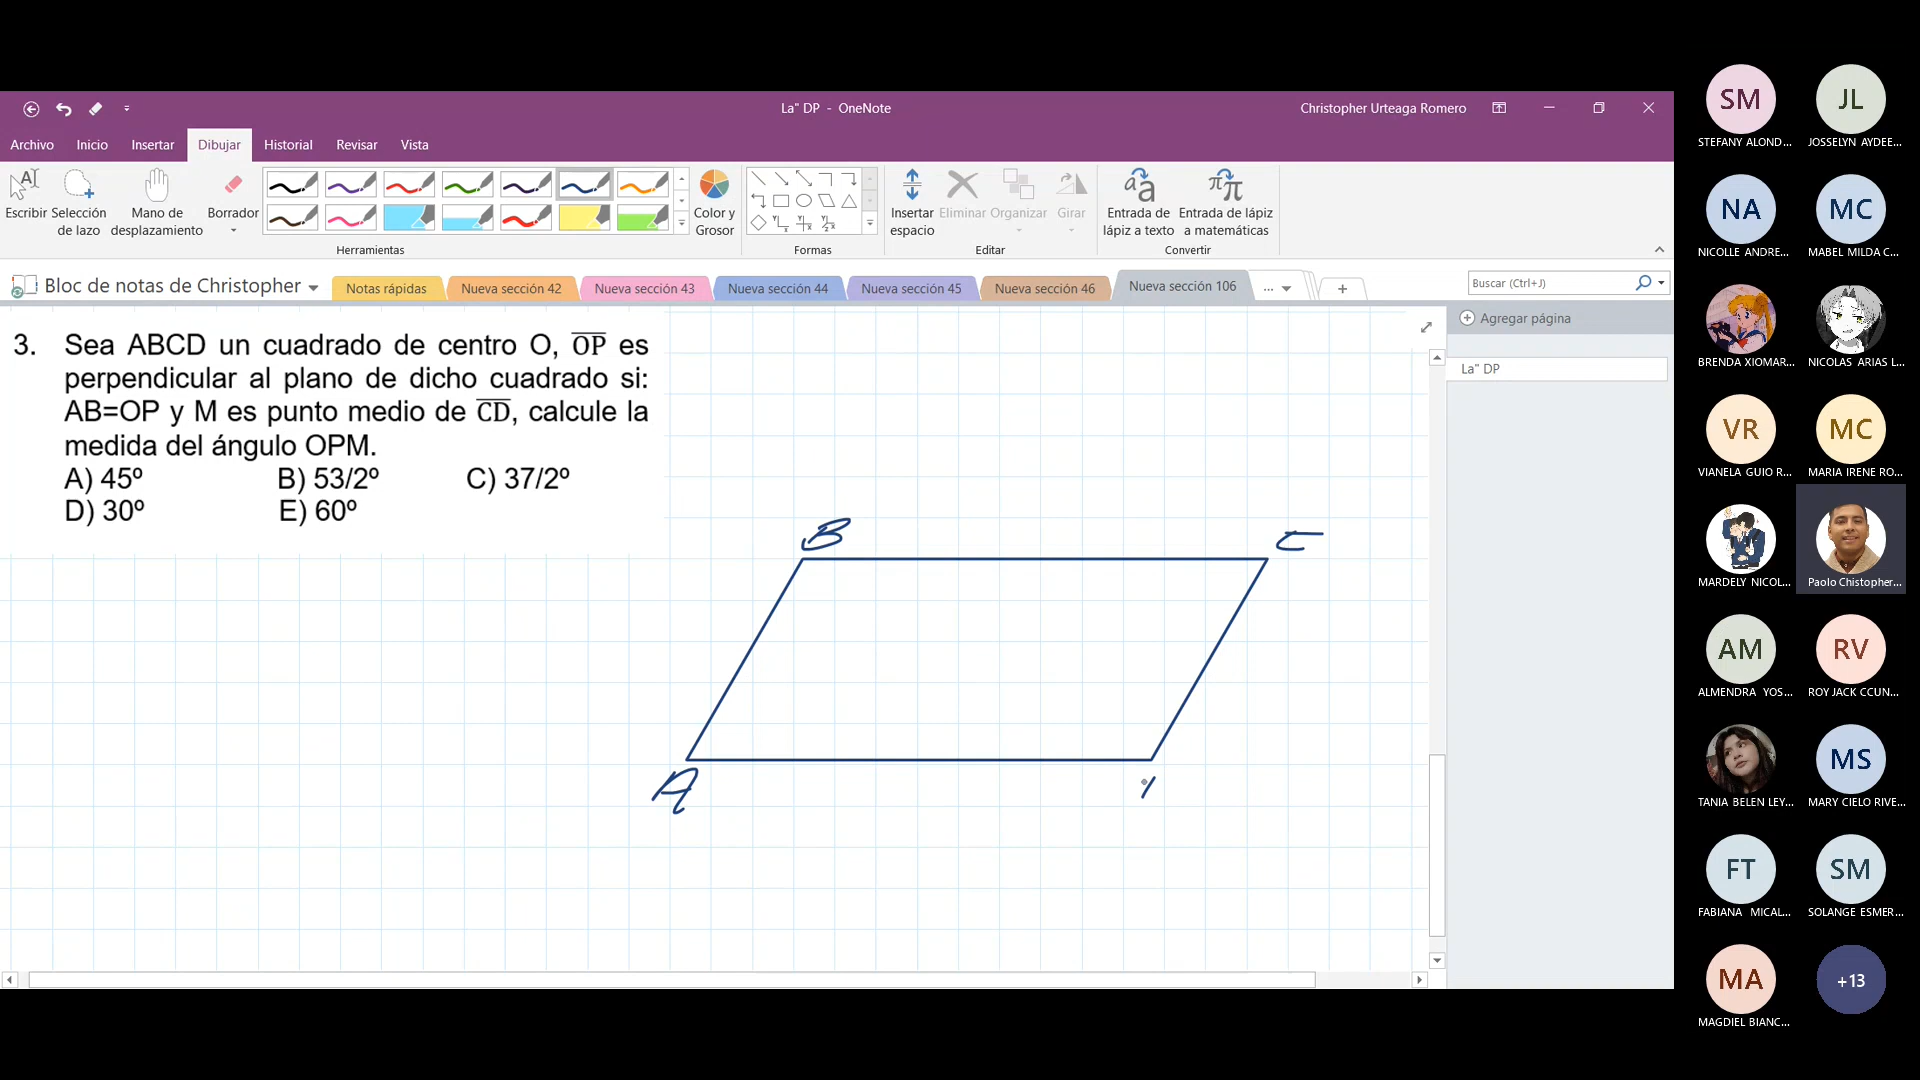 La" DP - OneNote
Christopher Urteaga Romero
Archivo Inicio Insertar Dibujar Historial Revisar Vista
Escribir
Selección de lazo
Mano de desplazamiento
Borrador
Color y Grosor
Insertar espacio
Eliminar
Organizar
Girar
Entrada de lápiz a texto
Entrada de lápiz a matemáticas
Herramientas
Formas
Editar
Convertir
Bloc de notas de Christopher
Notas rápidas
Nueva sección 42
Nueva sección 43
Nueva sección 44
Nueva sección 45
Nueva sección 46
Nueva sección 106
...
Buscar (Ctrl+J)
Agregar página
La" DP
3. Sea ABCD un cuadrado de centro O, OP es
perpendicular al plano de dicho cuadrado si:
AB=OP y M es punto medio de CD, calcule la
medida del ángulo OPM.
A) 45º B) 53/2º C) 37/2º
D) 30º E) 60º
B
C
A
SM
STEFANY ALOND...
JL
JOSSELYN AYDEE...
NA
NICOLLE ANDRE...
MC
MABEL MILDA C...
BRENDA XIOMAR...
NICOLAS ARIAS L...
VR
VIANELA GUIO R...
MC
MARIA IRENE RO...
MARDELY NICOL...
Paolo Chistopher...
AM
ALMENDRA YOS...
RV
ROY JACK CCUN...
TANIA BELEN LEY...
MS
MARY CIELO RIVE...
FT
FABIANA MICAL...
SM
SOLANGE ESMER...
MA
MAGDIEL BIANC...
+13